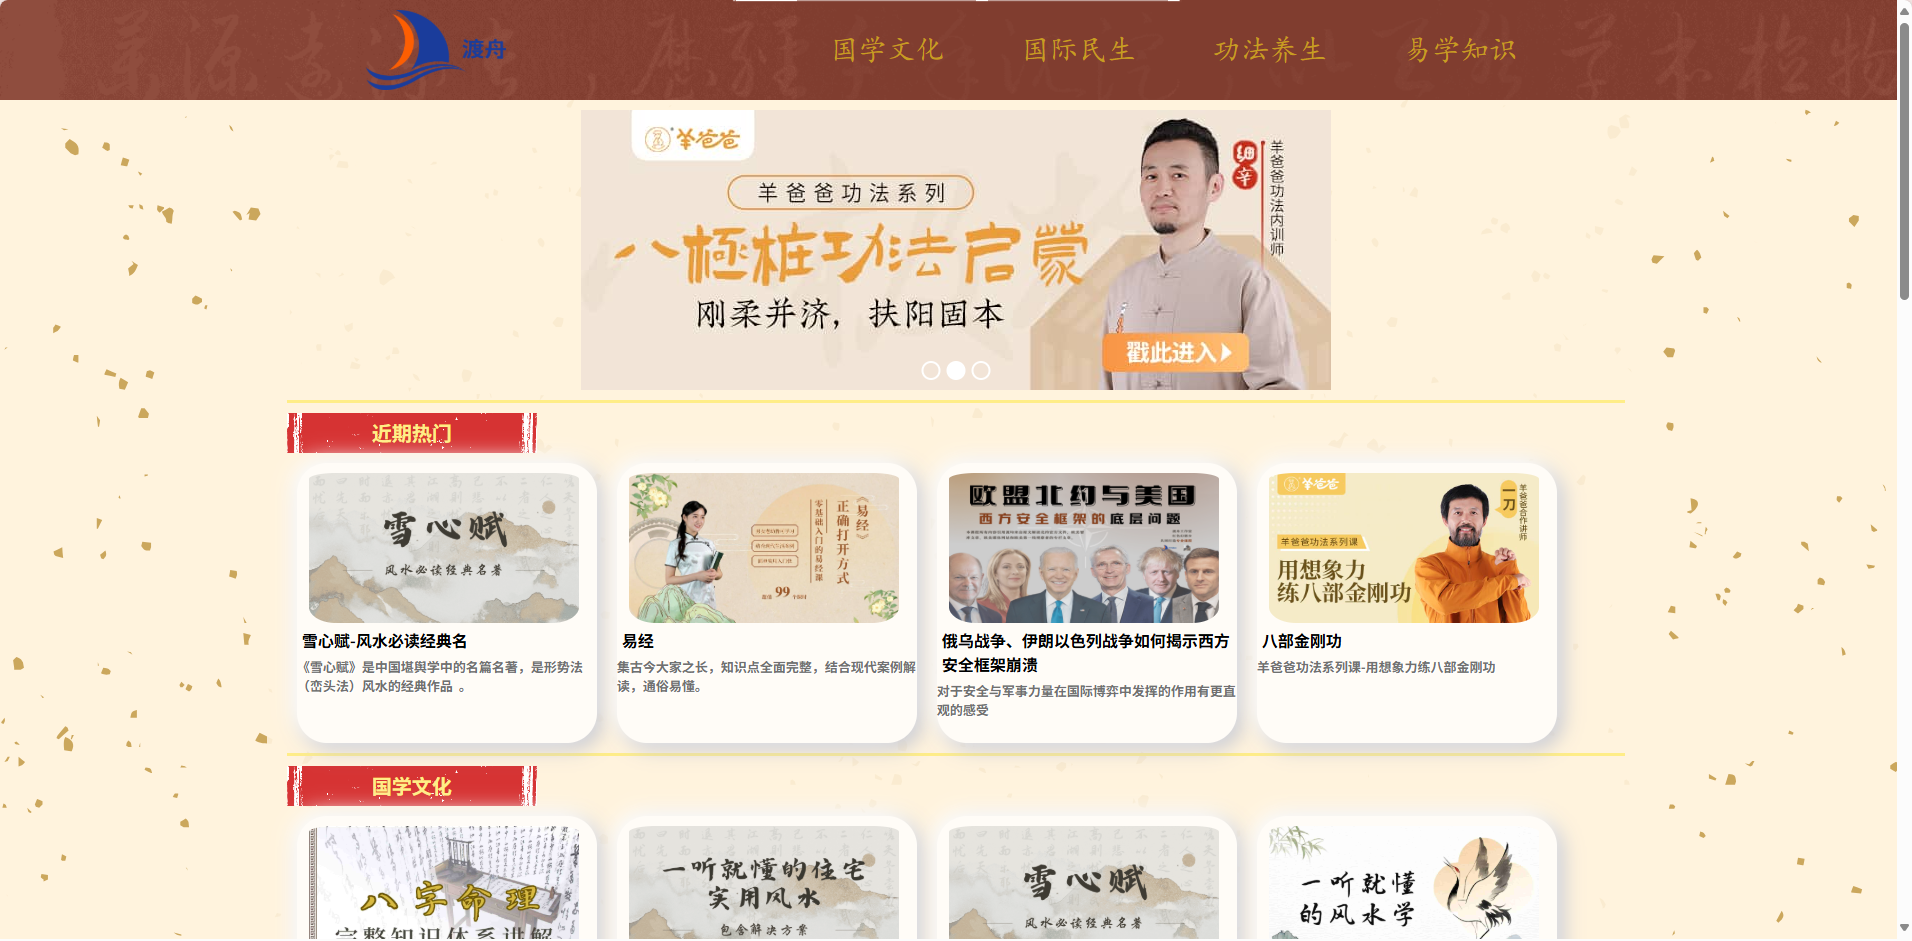 渡舟
国学文化
国际民生
功法养生
易学知识
羊爸爸
羊爸爸功法系列
八極桩功法启蒙
刚柔并济，扶阳固本
戳此进入
细辛
羊爸爸功法内训师
近期热门
雪心赋
风水必读经典名著
雪心赋-风水必读经典名
《雪心赋》是中国堪舆学中的名篇名著，是形势法
（峦头法）风水的经典作品 。
《易经》
正确打开方式
零基础入门的易经课
99
易经
集古今大家之长，知识点全面完整，结合现代案例解
读，通俗易懂。
欧盟北约与美国
西方安全框架的底层问题
俄乌战争、伊朗以色列战争如何揭示西方
安全框架崩溃
对于安全与军事力量在国际博弈中发挥的作用有更直
观的感受
羊爸爸
一刀
羊爸爸合作讲师
羊爸爸功法系列课
用想象力
练八部金刚功
八部金刚功
羊爸爸功法系列课-用想象力练八部金刚功
国学文化
八字命理
完整知识体系讲解
一听就懂的住宅
实用风水
包含解决方案
雪心赋
风水必读经典名著
一听就懂
的风水学